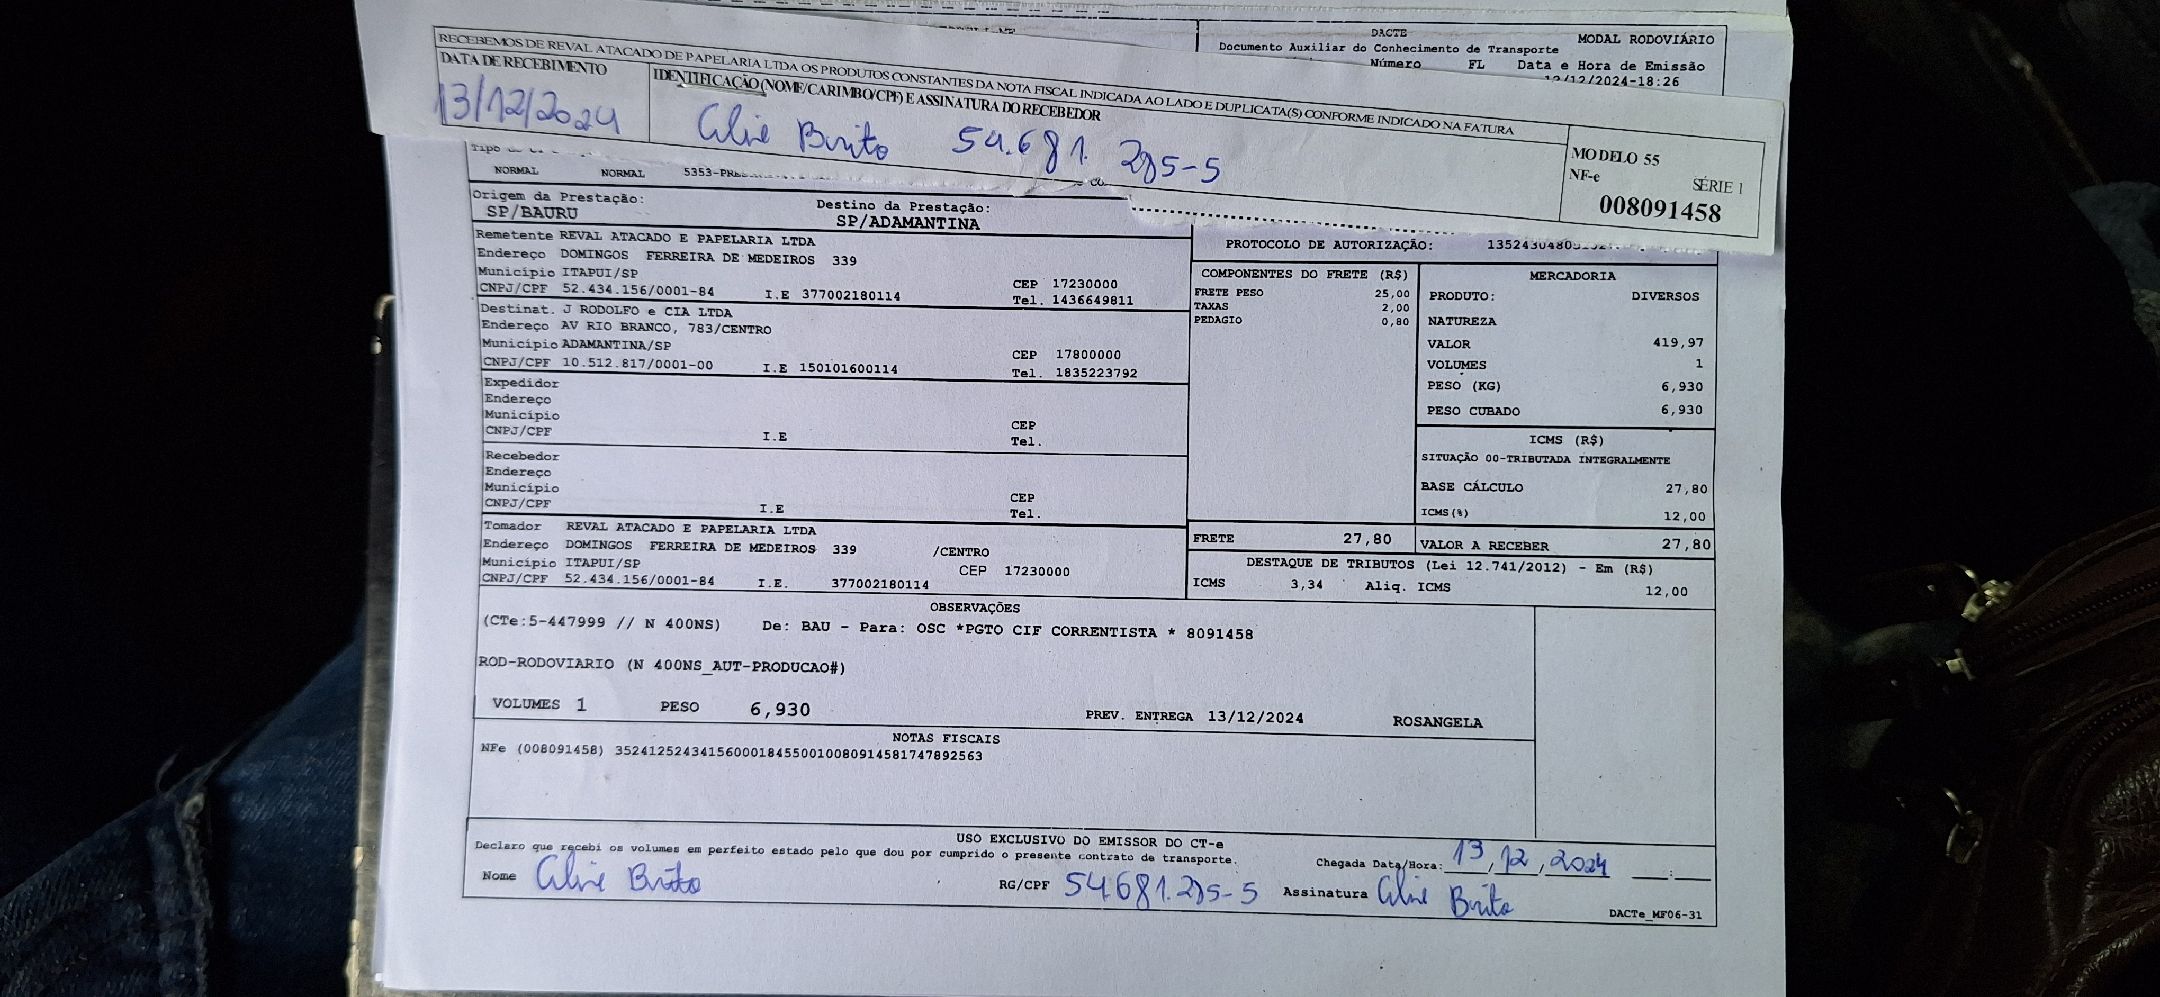 DACTE
MODAL RODOVIÁRIO
Documento Auxiliar do Conhecimento de Transporte
Número FL Data e Hora de Emissão
12/12/2024-18:26
RECEBEMOS DE REVAL ATACADO DE PAPELARIA LTDA OS PRODUTOS CONSTANTES DA NOTA FISCAL INDICADA AO LADO E DUPLICATA(S) CONFORME INDICADO NA FATURA
DATA DE RECEBIMENTO
13/12/2024
IDENTIFICAÇÃO (NOME/CARIMBO/CPF) E ASSINATURA DO RECEBEDOR
Aline Brito 54.681.285-5
MODELO 55
NF-e SÉRIE 1
008091458
NORMAL NORMAL
Origem da Prestação:
SP/BAURU
Destino da Prestação:
SP/ADAMANTINA
Remetente REVAL ATACADO E PAPELARIA LTDA
Endereço DOMINGOS FERREIRA DE MEDEIROS 339
Município ITAPUI/SP CEP 17230000
CNPJ/CPF 52.434.156/0001-84 I.E 377002180114 Tel. 1436649811
Destinat. J RODOLFO e CIA LTDA
Endereço AV RIO BRANCO, 783/CENTRO
Município ADAMANTINA/SP CEP 17800000
CNPJ/CPF 10.512.817/0001-00 I.E 150101600114 Tel. 1835223792
Expedidor
Endereço
Município CEP
CNPJ/CPF I.E Tel.
Recebedor
Endereço
Município CEP
CNPJ/CPF I.E Tel.
Tomador REVAL ATACADO E PAPELARIA LTDA
Endereço DOMINGOS FERREIRA DE MEDEIROS 339 /CENTRO
Município ITAPUI/SP CEP 17230000
CNPJ/CPF 52.434.156/0001-84 I.E. 377002180114
PROTOCOLO DE AUTORIZAÇÃO:
COMPONENTES DO FRETE (R$)
FRETE PESO 25,00
TAXAS 2,00
PEDAGIO 0,80
MERCADORIA
PRODUTO: DIVERSOS
NATUREZA
VALOR 419,97
VOLUMES 1
PESO (KG) 6,930
PESO CUBADO 6,930
ICMS (R$)
SITUAÇÃO 00-TRIBUTADA INTEGRALMENTE
BASE CÁLCULO 27,80
ICMS(%) 12,00
FRETE 27,80 VALOR A RECEBER 27,80
DESTAQUE DE TRIBUTOS (Lei 12.741/2012) - Em (R$)
ICMS 3,34 Aliq. ICMS 12,00
OBSERVAÇÕES
(CTe:5-447999 // N 400NS) De: BAU - Para: OSC *PGTO CIF CORRENTISTA * 8091458
ROD-RODOVIARIO (N 400NS_AUT-PRODUCAO#)
VOLUMES 1 PESO 6,930 PREV. ENTREGA 13/12/2024 ROSANGELA
NOTAS FISCAIS
NFe (008091458) 35241252434156000184550010080914581747892563
USO EXCLUSIVO DO EMISSOR DO CT-e
Declaro que recebi os volumes em perfeito estado pelo que dou por cumprido o presente contrato de transporte.
Chegada Data/Hora: 13/12/2024 __:__
Nome Aline Brito RG/CPF 54.681.285-5 Assinatura Aline Brito
DACTe_MF06-31